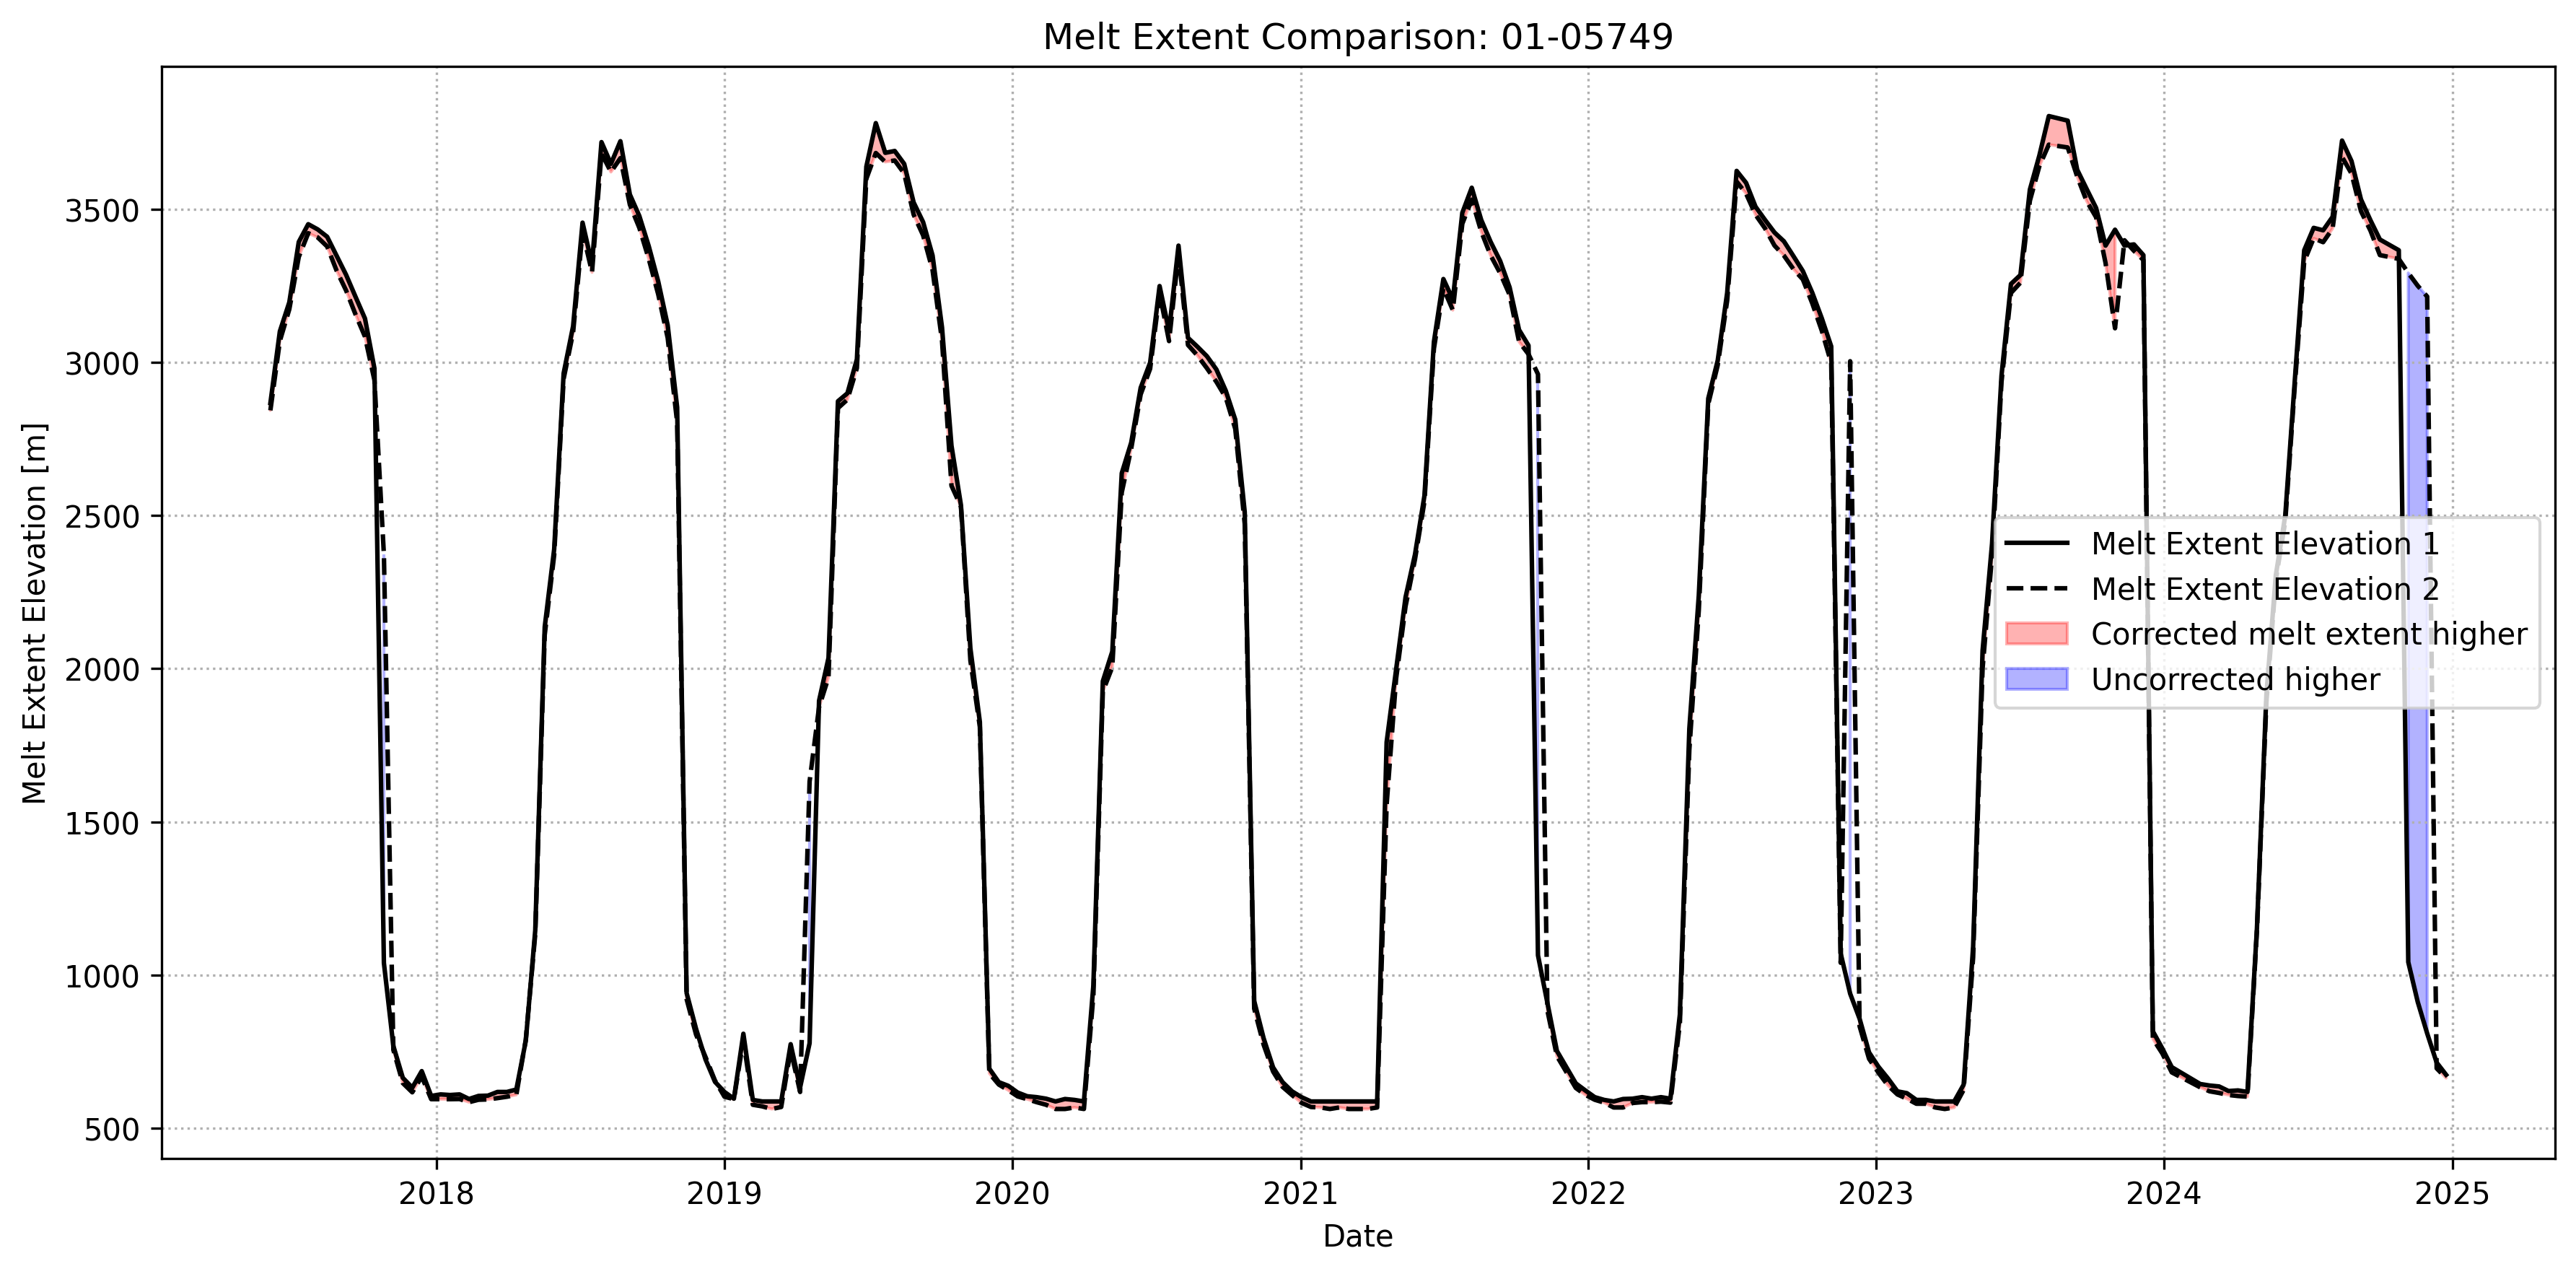 Melt Extent Comparison: 01-05749
Melt Extent Elevation [m]
3500
3000
2500
2000
1500
1000
500
Melt Extent Elevation 1
Melt Extent Elevation 2
Corrected melt extent higher
Uncorrected higher
2018 2019 2020 2021 2022 2023 2024 2025
Date